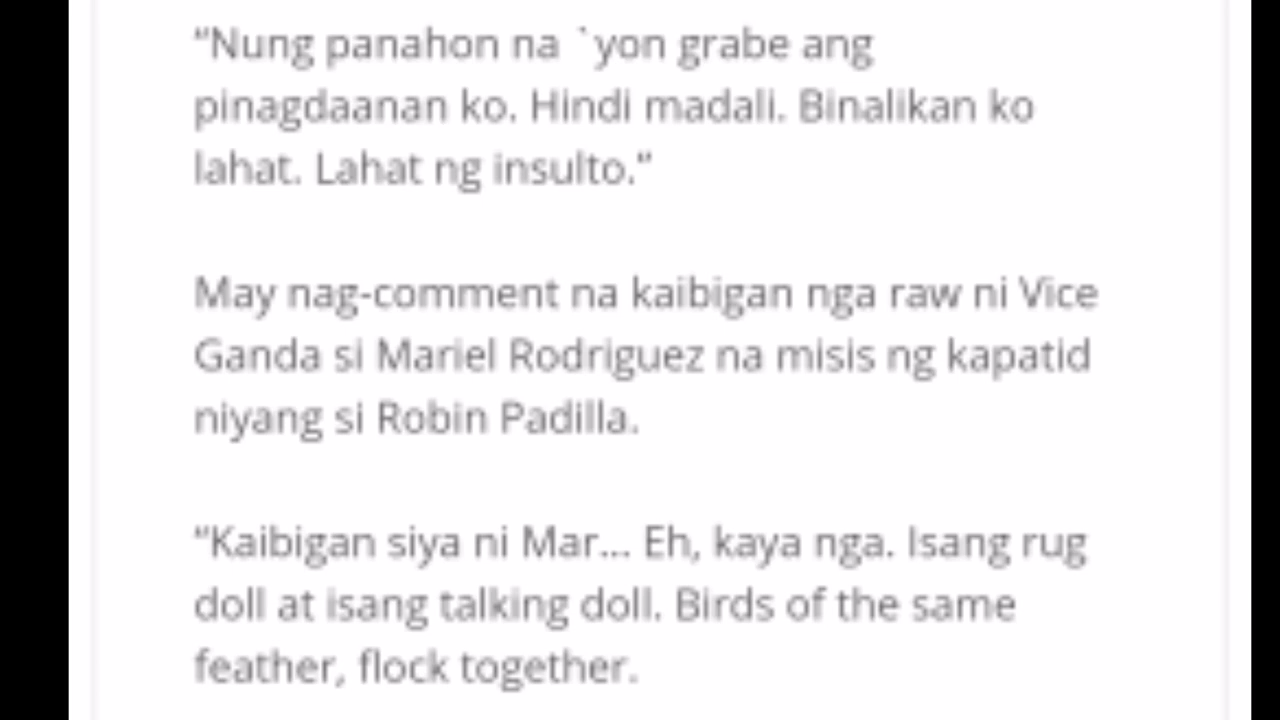 “Nung panahon na `yon grabe ang
pinagdaanan ko. Hindi madali. Binalikan ko
lahat. Lahat ng insulto.”
May nag-comment na kaibigan nga raw ni Vice
Ganda si Mariel Rodriguez na misis ng kapatid
niyang si Robin Padilla.
“Kaibigan siya ni Mar... Eh, kaya nga. Isang rug
doll at isang talking doll. Birds of the same
feather, flock together.